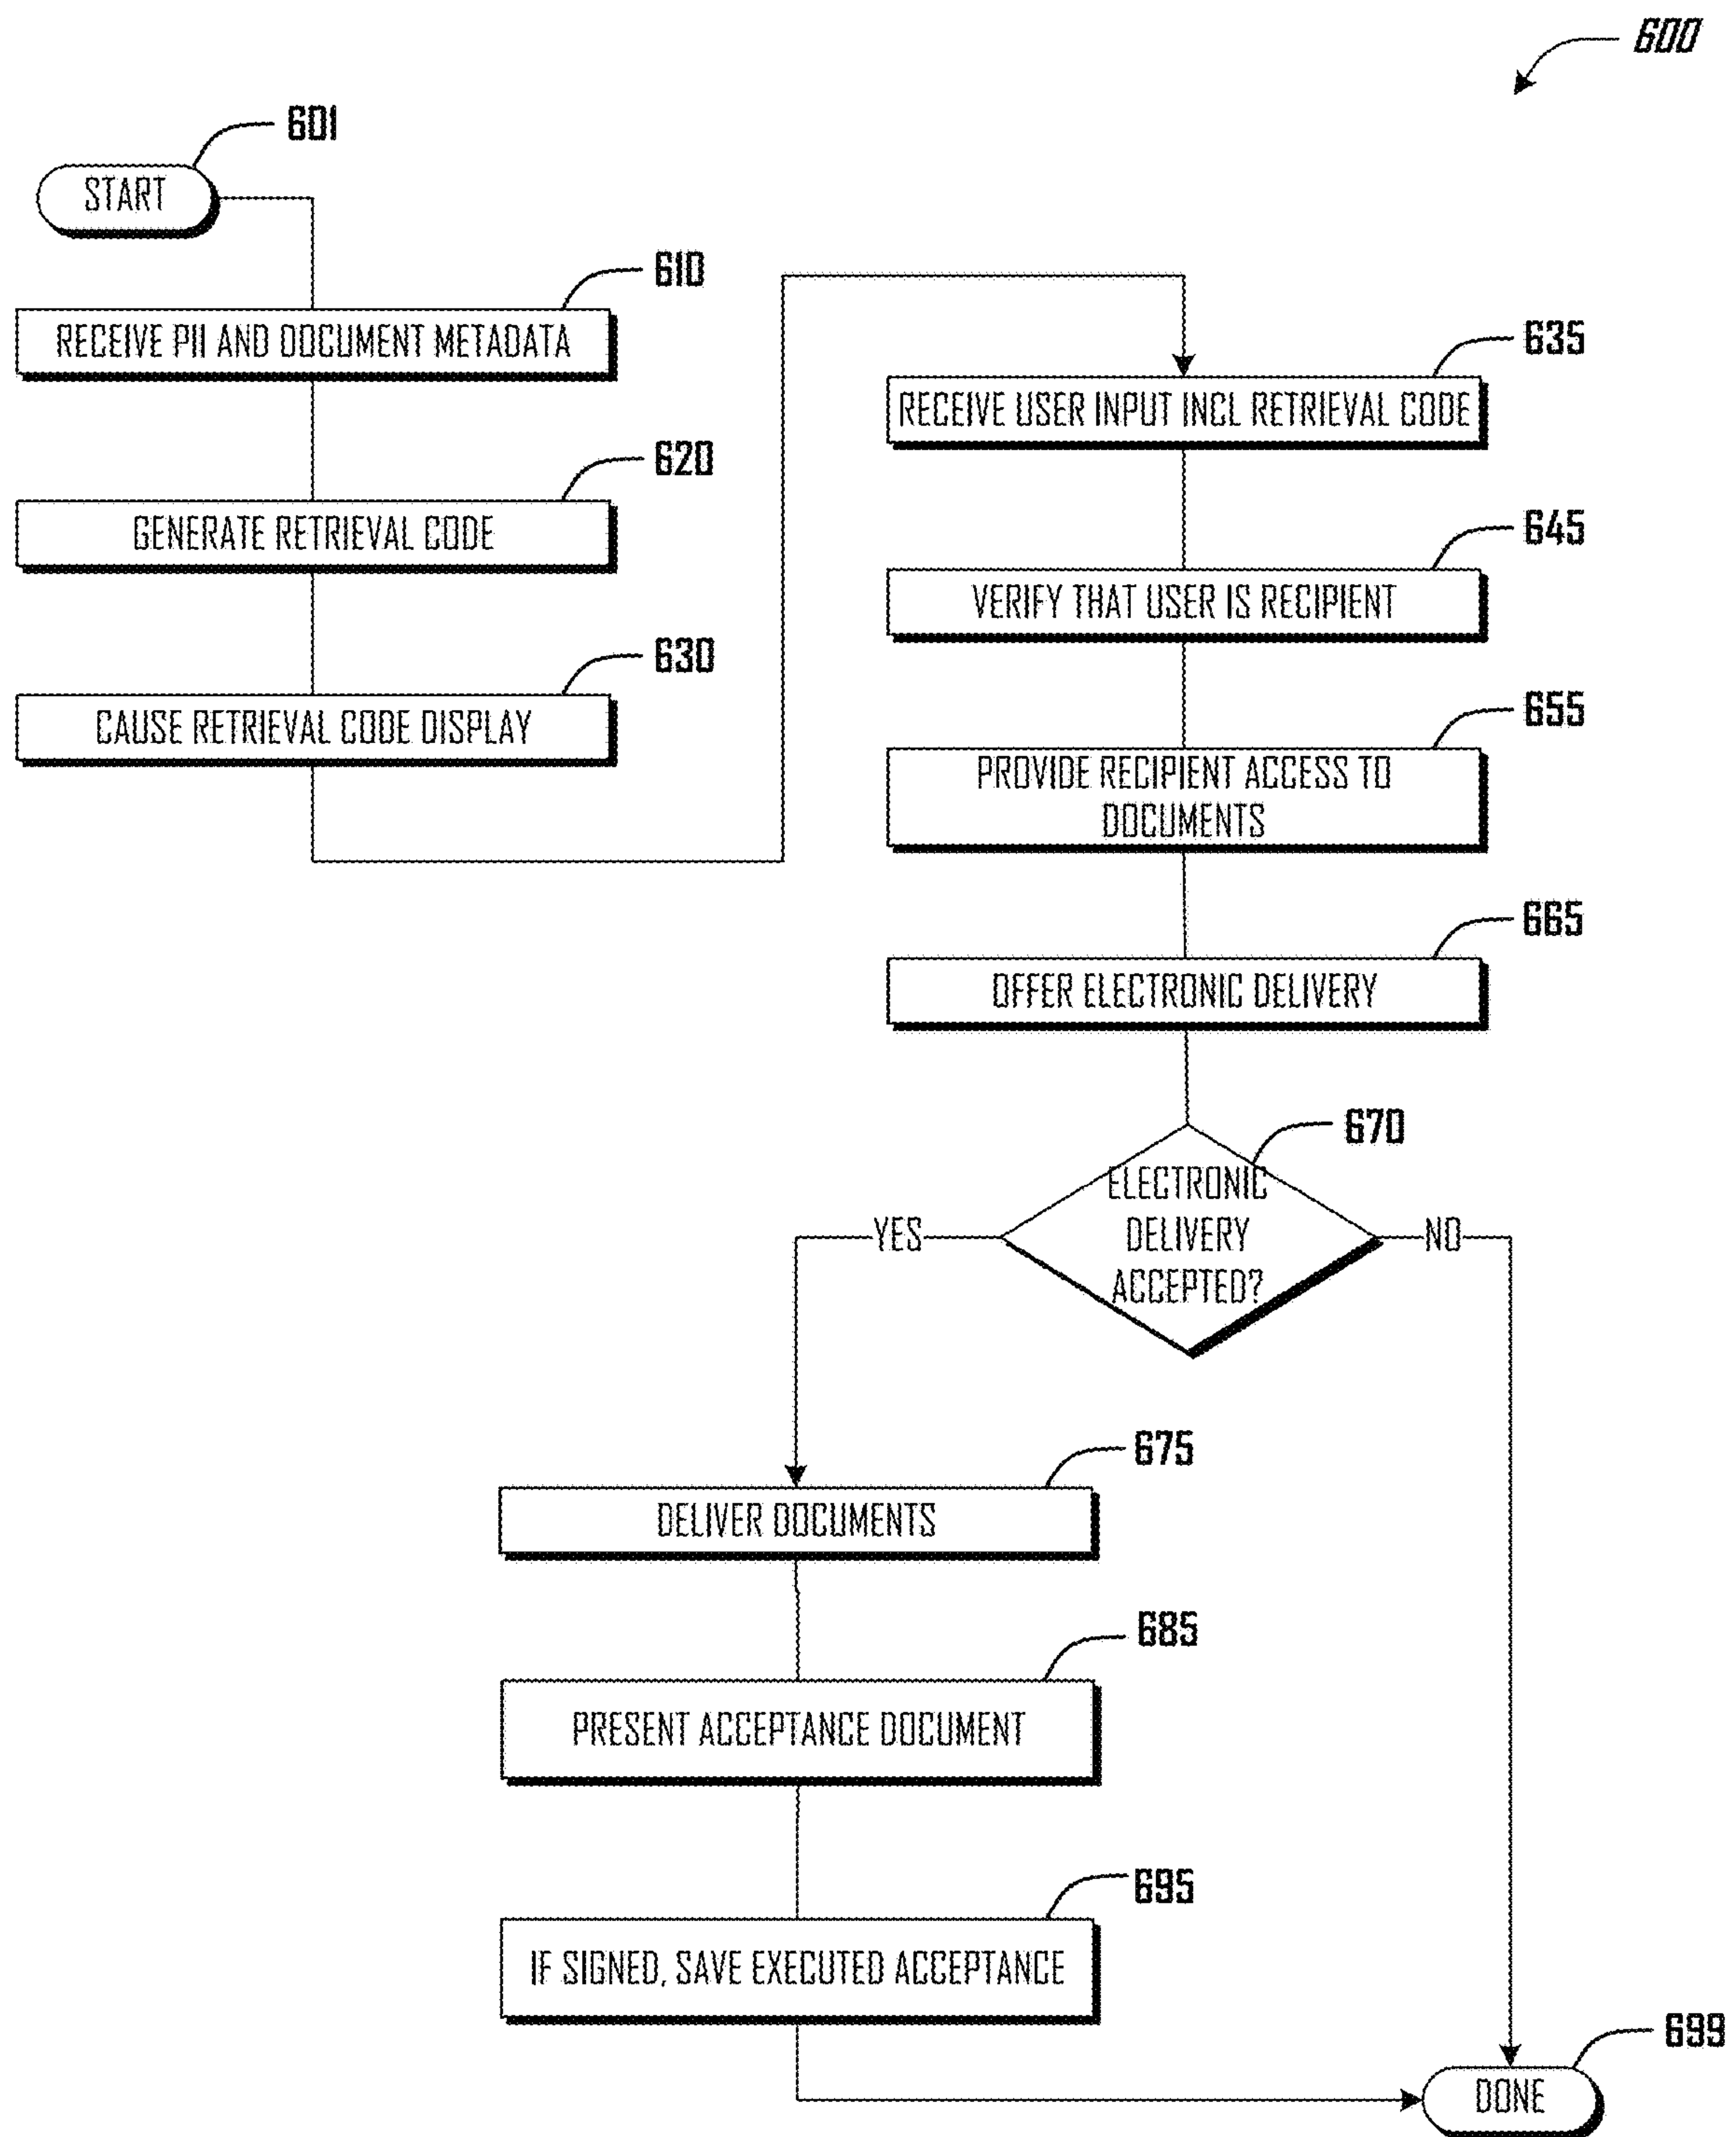 600
601
START
610
RECEIVE PII AND DOCUMENT METADATA
620
GENERATE RETRIEVAL CODE
630
CAUSE RETRIEVAL CODE DISPLAY
635
RECEIVE USER INPUT INCL RETRIEVAL CODE
645
VERIFY THAT USER IS RECIPIENT
655
PROVIDE RECIPIENT ACCESS TO
DOCUMENTS
665
OFFER ELECTRONIC DELIVERY
670
ELECTRONIC
DELIVERY
ACCEPTED?
YES
NO
675
DELIVER DOCUMENTS
685
PRESENT ACCEPTANCE DOCUMENT
695
IF SIGNED, SAVE EXECUTED ACCEPTANCE
699
DONE